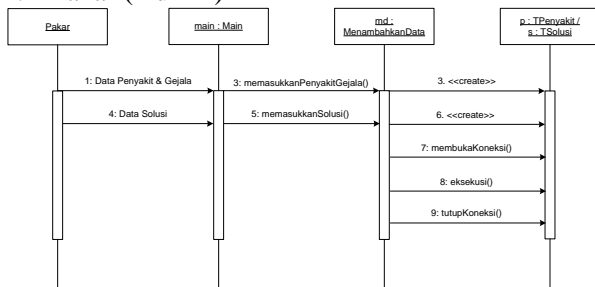 Pakar
main : Main
md :
MenambahkanData
p : TPenyakit /
s : TSolusi
1: Data Penyakit & Gejala
3: memasukkanPenyakitGejala()
3. <<create>>
4: Data Solusi
5: memasukkanSolusi()
6. <<create>>
7: membukaKoneksi()
8: eksekusi()
9: tutupKoneksi()